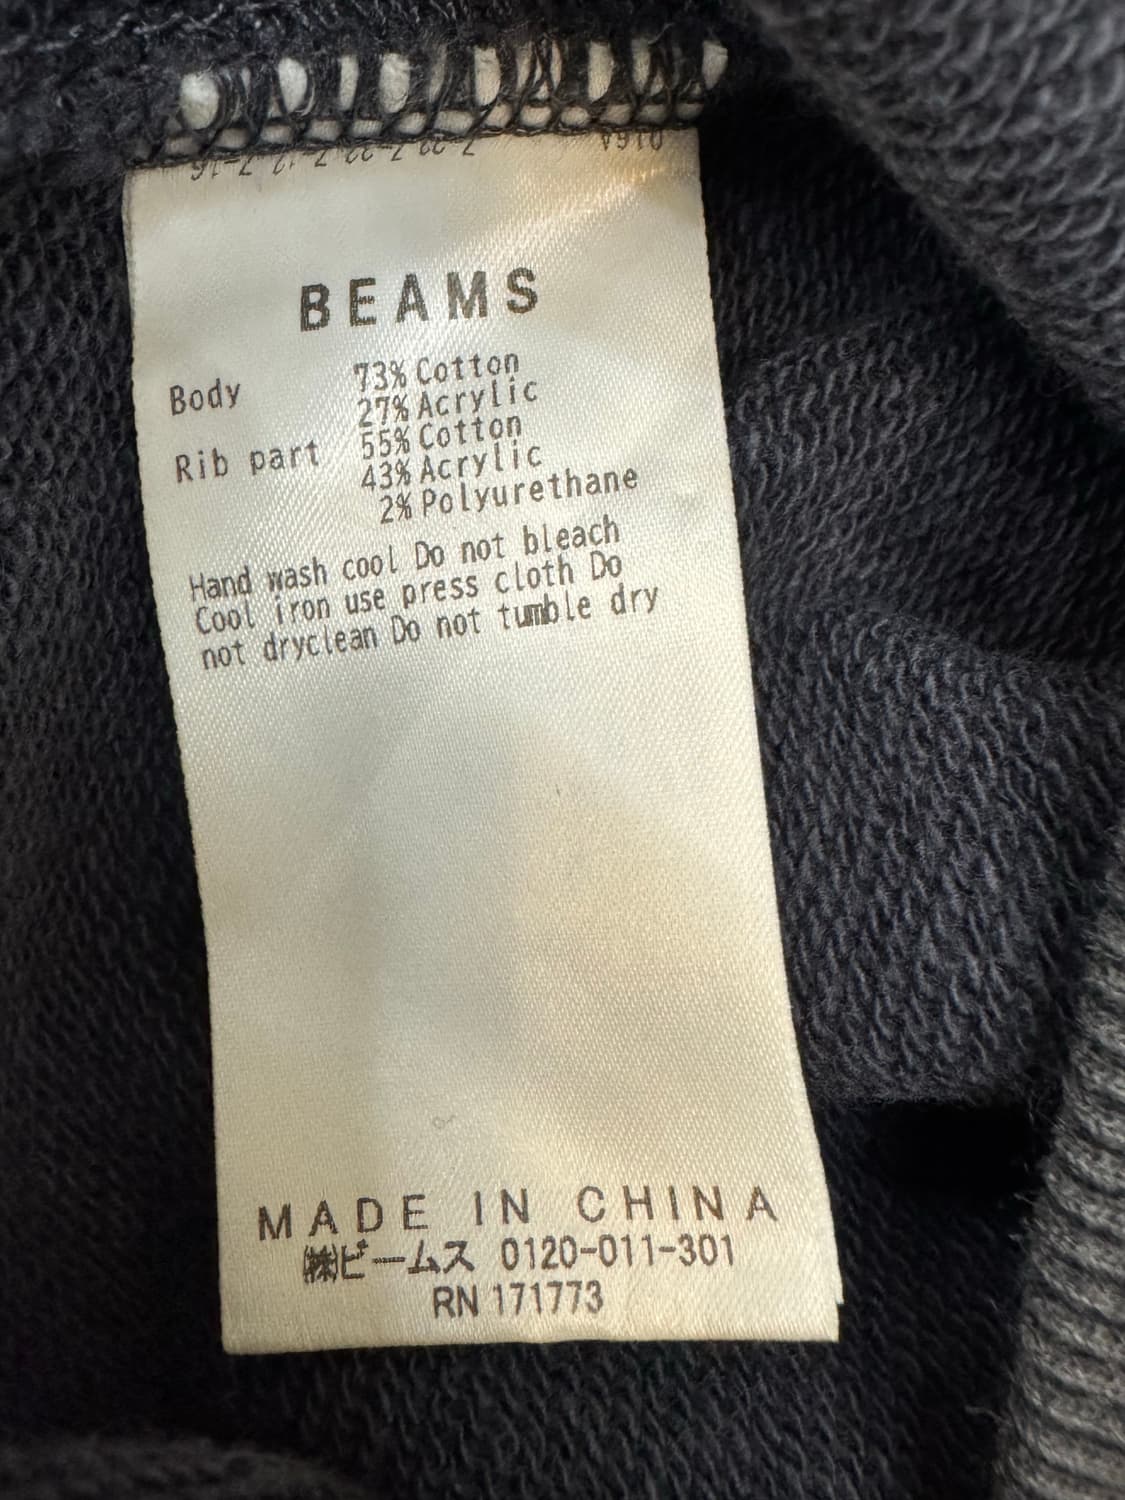 BEAMS
Body 73% Cotton
27% Acrylic
Rib part 55% Cotton
43% Acrylic
2% Polyurethane
Hand wash cool Do not bleach
Cool iron use press cloth Do
not dryclean Do not tumble dry
MADE IN CHINA
㈱ビームス 0120-011-301
RN 171773